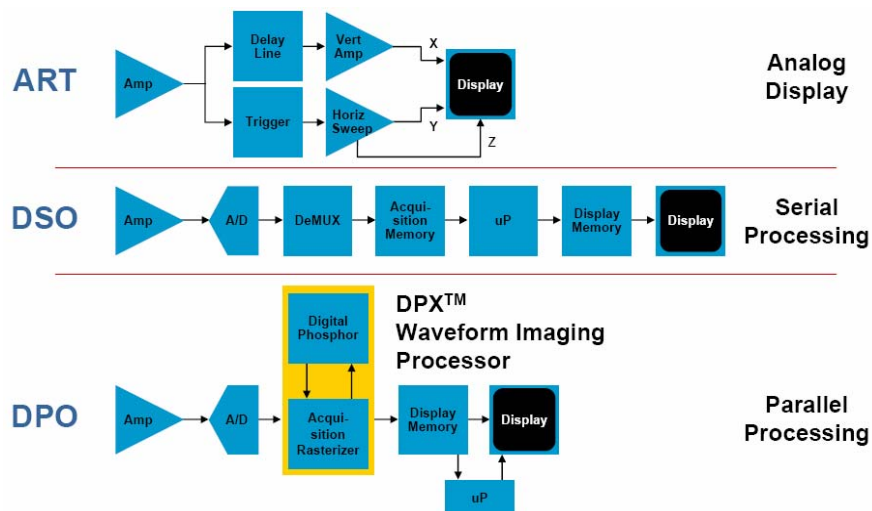 ART
Amp
Delay
Line
Vert
Amp
X
Trigger
Horiz
Sweep
Y
Z
Display
Analog
Display
DSO
Amp
A/D
DeMUX
Acqui-
sition
Memory
uP
Display
Memory
Display
Serial
Processing
DPO
Amp
A/D
Digital
Phosphor
Acqui-
sition
Rasterizer
DPX™
Waveform Imaging
Processor
Display
Memory
Display
uP
Parallel
Processing